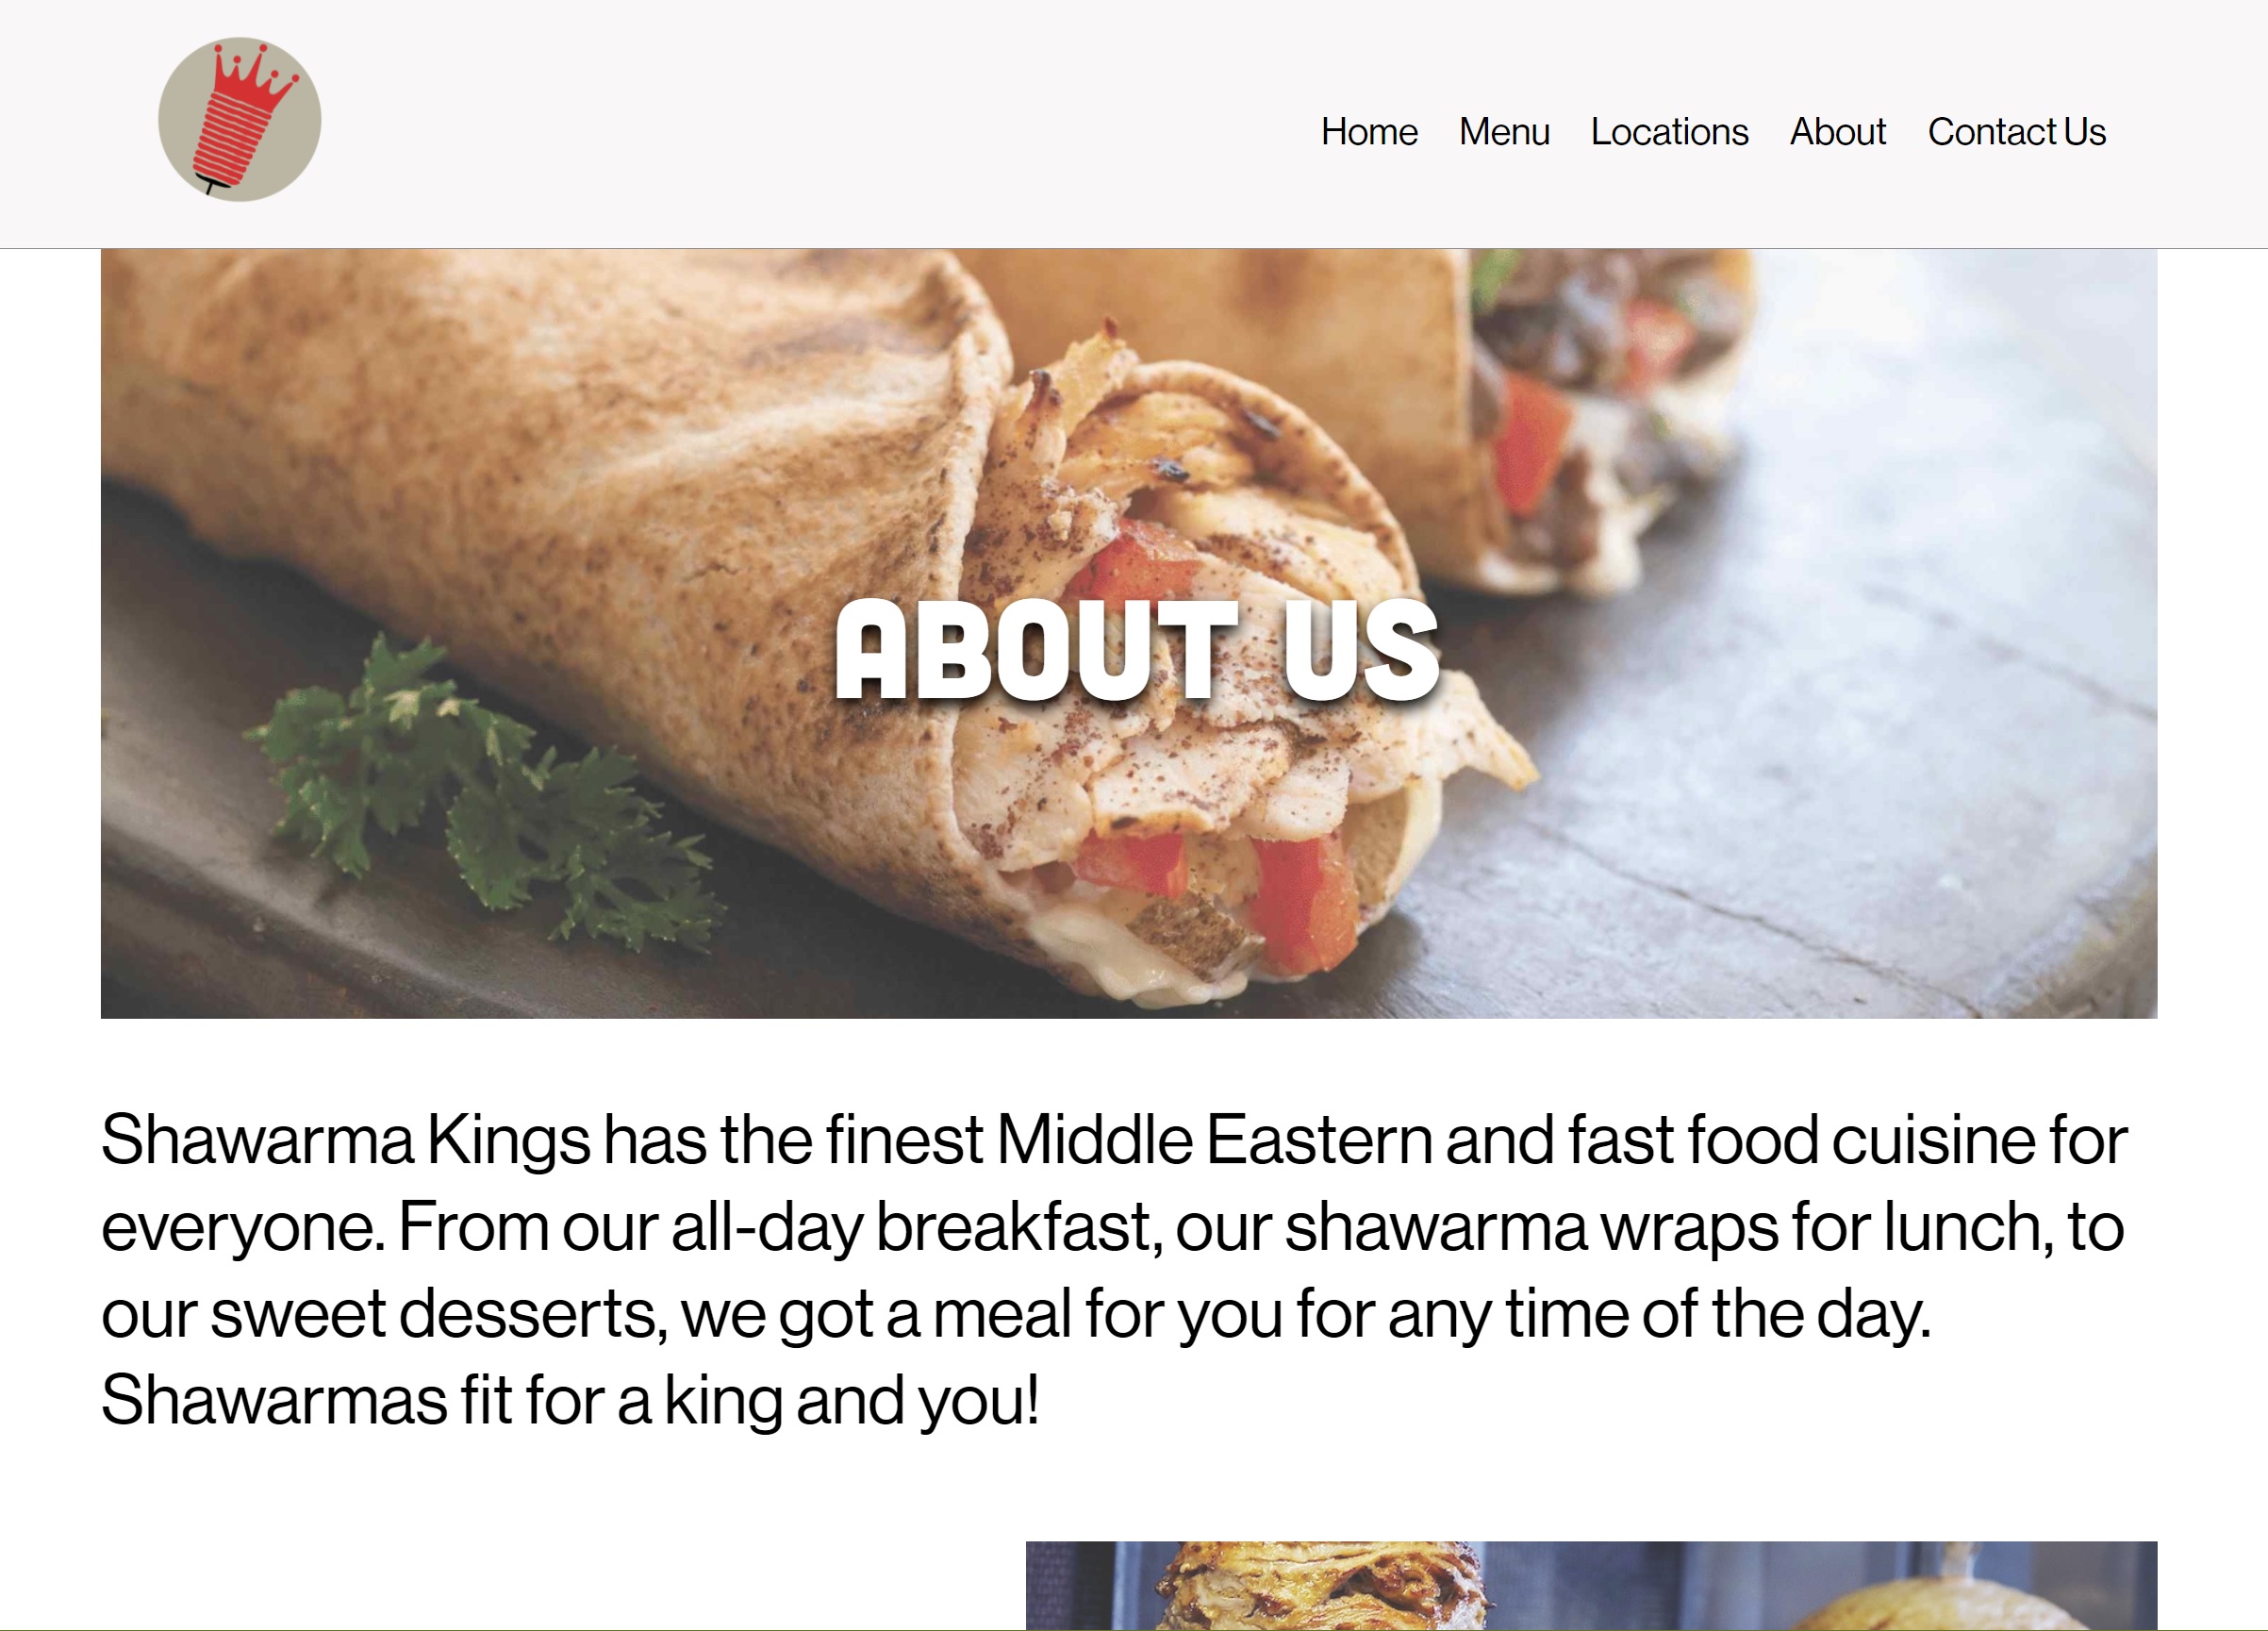 Home Menu Locations About Contact Us
ABOUT US
Shawarma Kings has the finest Middle Eastern and fast food cuisine for
everyone. From our all-day breakfast, our shawarma wraps for lunch, to
our sweet desserts, we got a meal for you for any time of the day.
Shawarmas fit for a king and you!